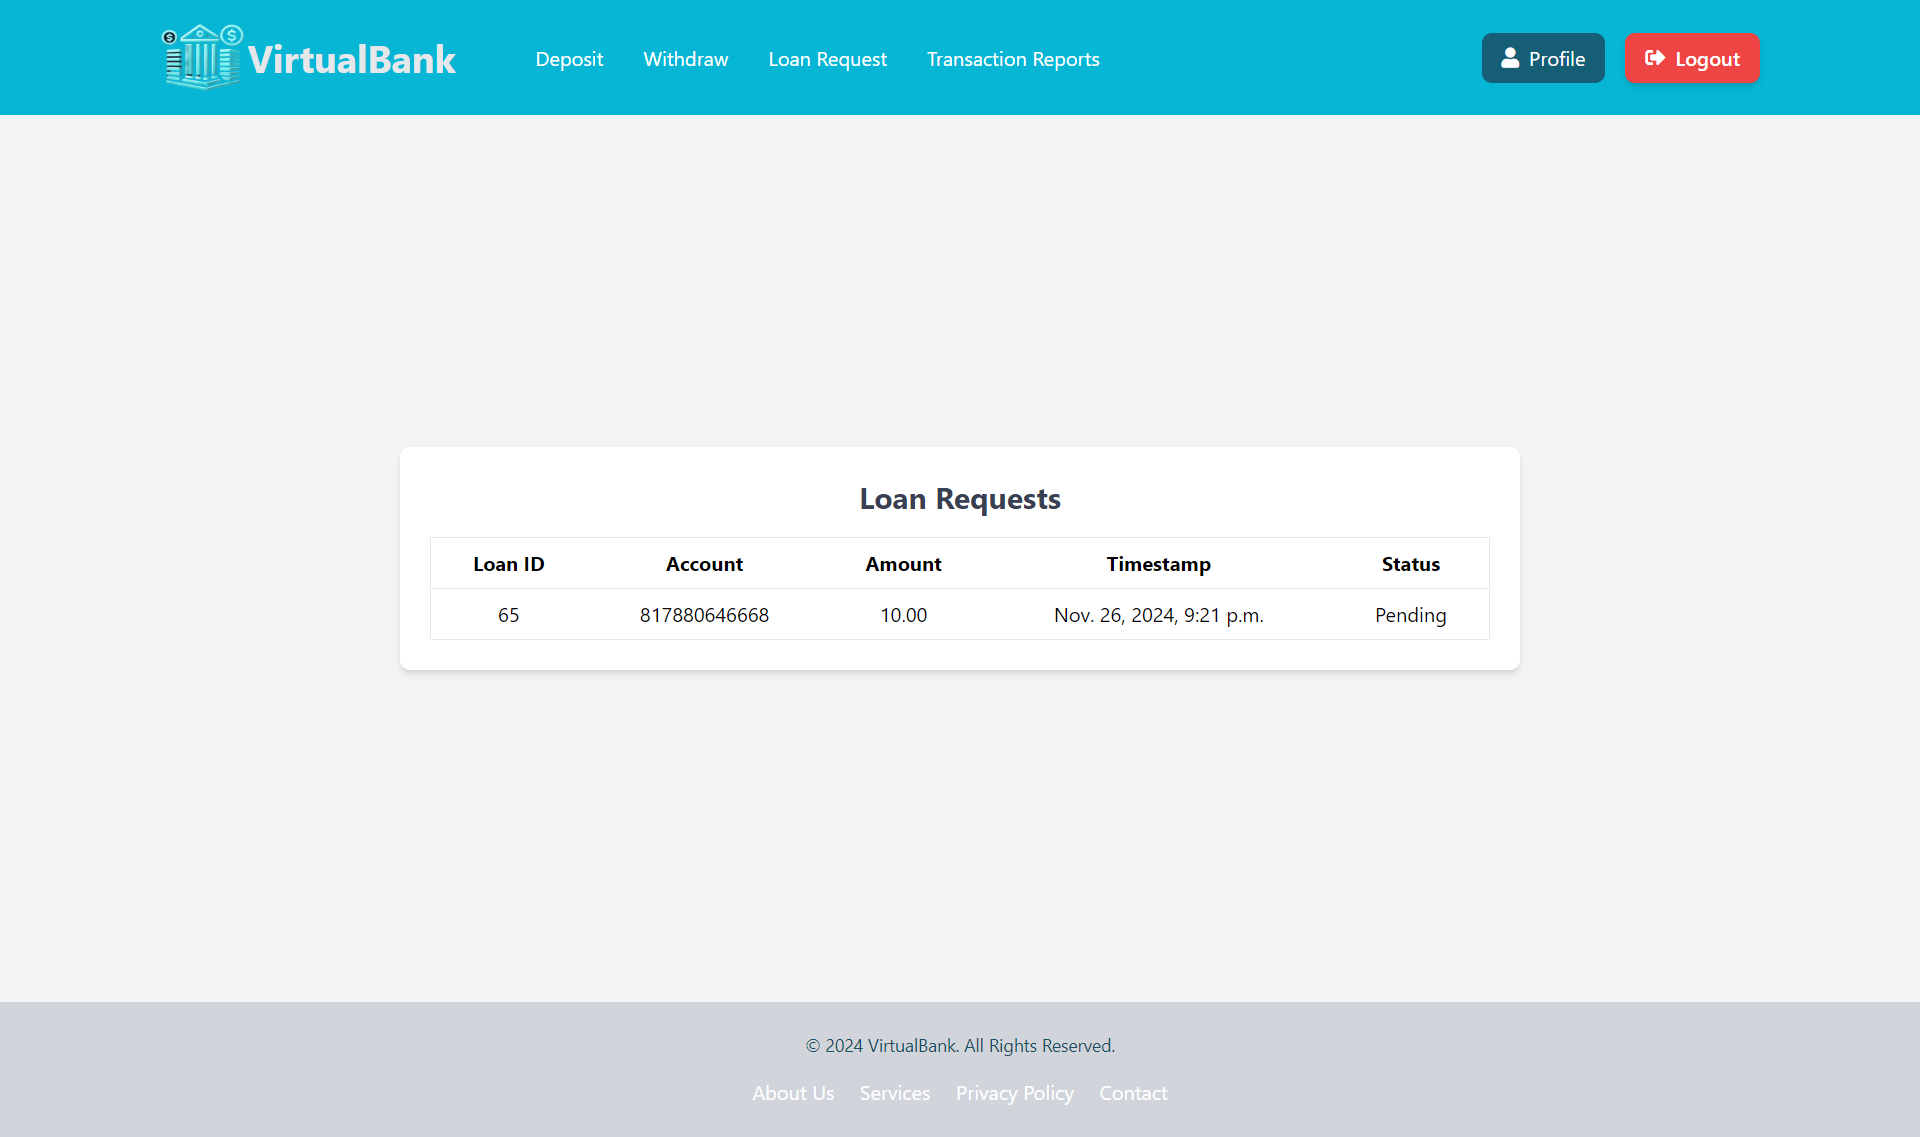 VirtualBank
Deposit Withdraw Loan Request Transaction Reports
Profile Logout
Loan Requests
Loan ID Account Amount Timestamp Status
65 817880646668 10.00 Nov. 26, 2024, 9:21 p.m. Pending
© 2024 VirtualBank. All Rights Reserved.
About Us Services Privacy Policy Contact